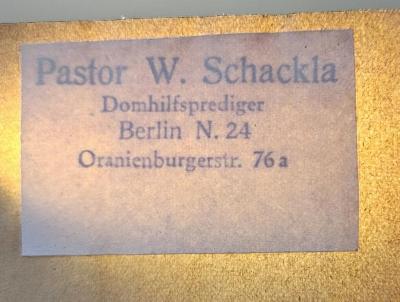 Pastor W. Schackla
Domhilfsprediger
Berlin N. 24
Oranienburgerstr. 76a